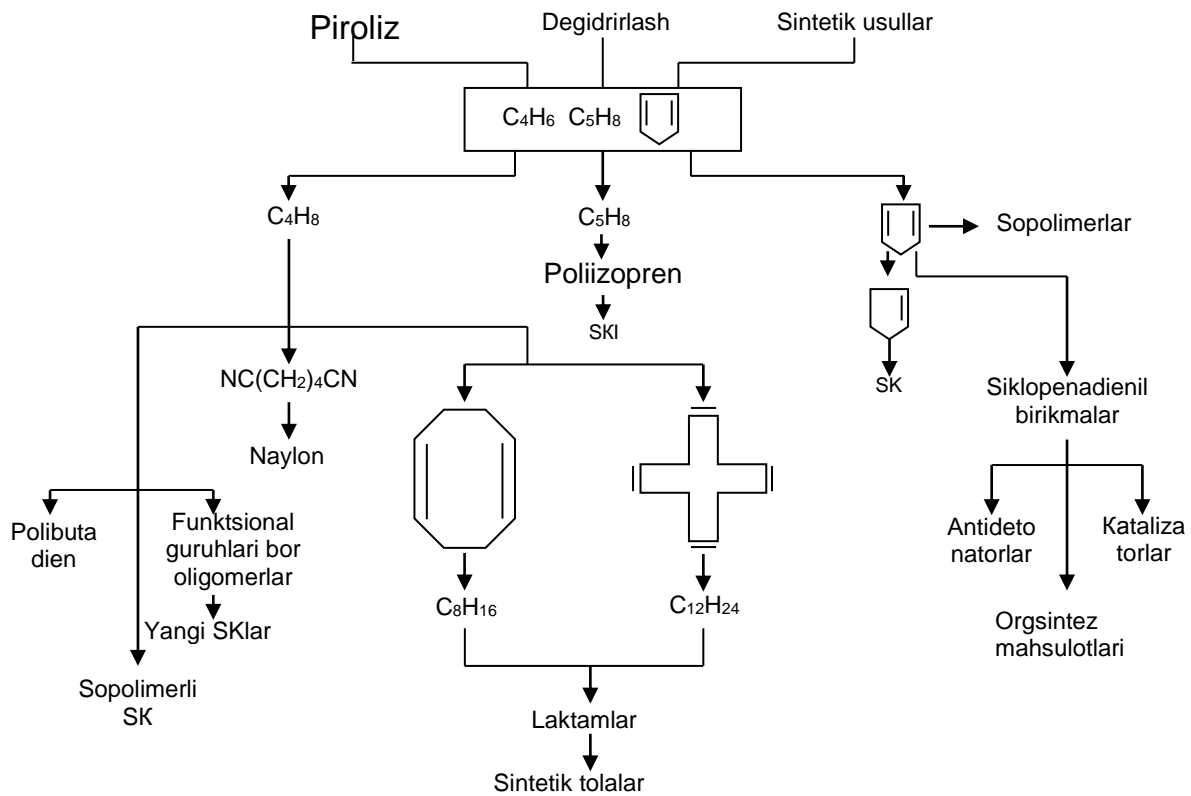 Piroliz
Degidrirlash
Sintetik usullar
C₄H₆ C₅H₈
C₄H₈
C₅H₈
Sopolimerlar
Poliizopren
SKI
NC(CH₂)₄CN
SK
Siklopenadienil
birikmalar
Naylon
Polibuta
dien
Funktsional
guruhlari bor
oligomerlar
Antideto
natorlar
Kataliza
torlar
C₈H₁₆
C₁₂H₂₄
Yangi SKlar
Orgsintez
mahsulotlari
Sopolimerli
SK
Laktamlar
Sintetik tolalar